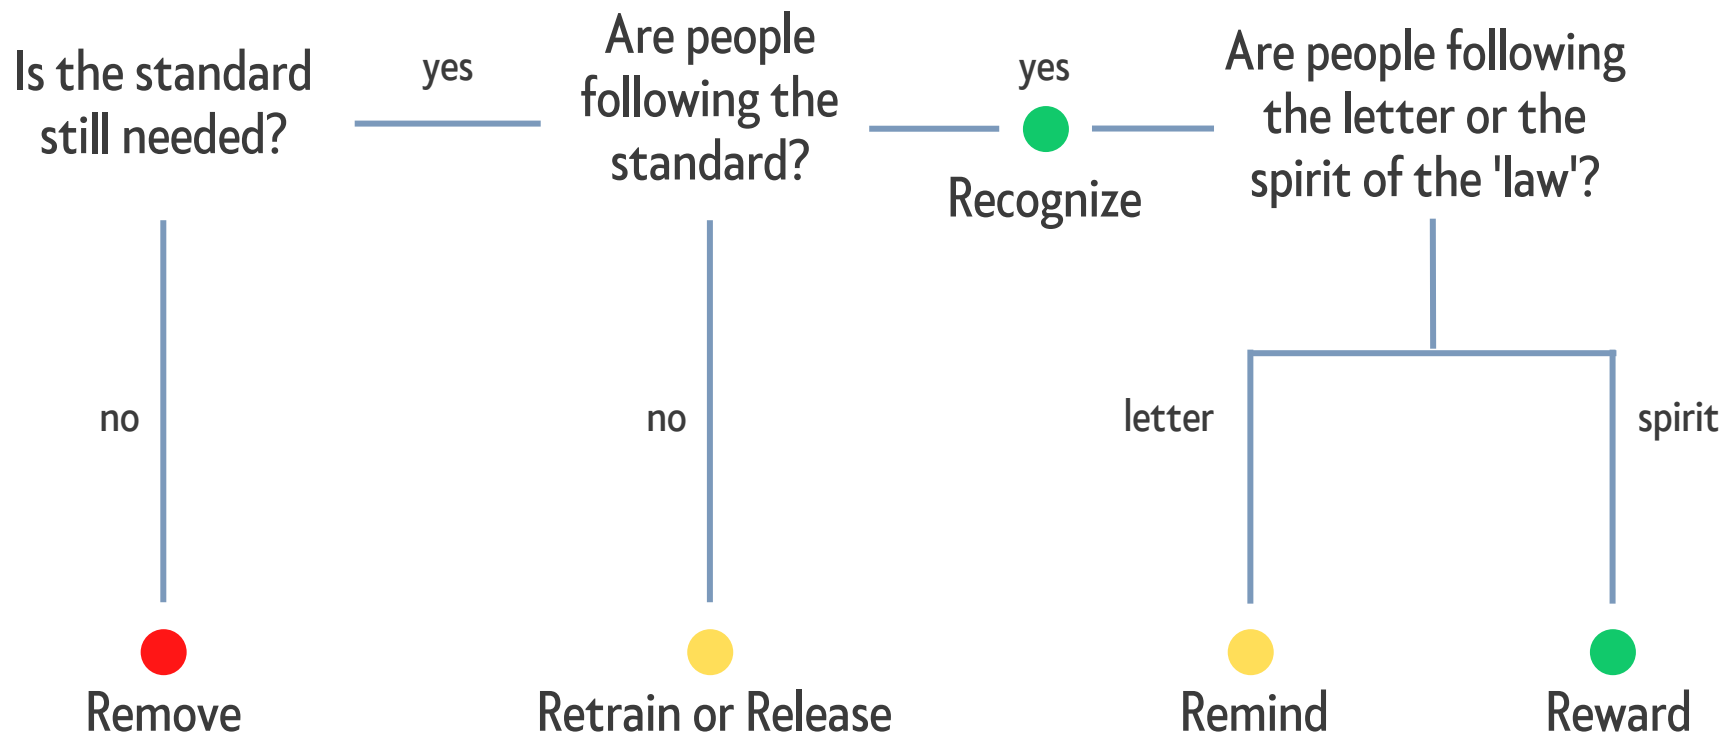 Is the standard
still needed?
yes
Are people
following the
standard?
yes
Recognize
Are people following
the letter or the
spirit of the 'law'?
no
no
letter
spirit
Remove
Retrain or Release
Remind
Reward